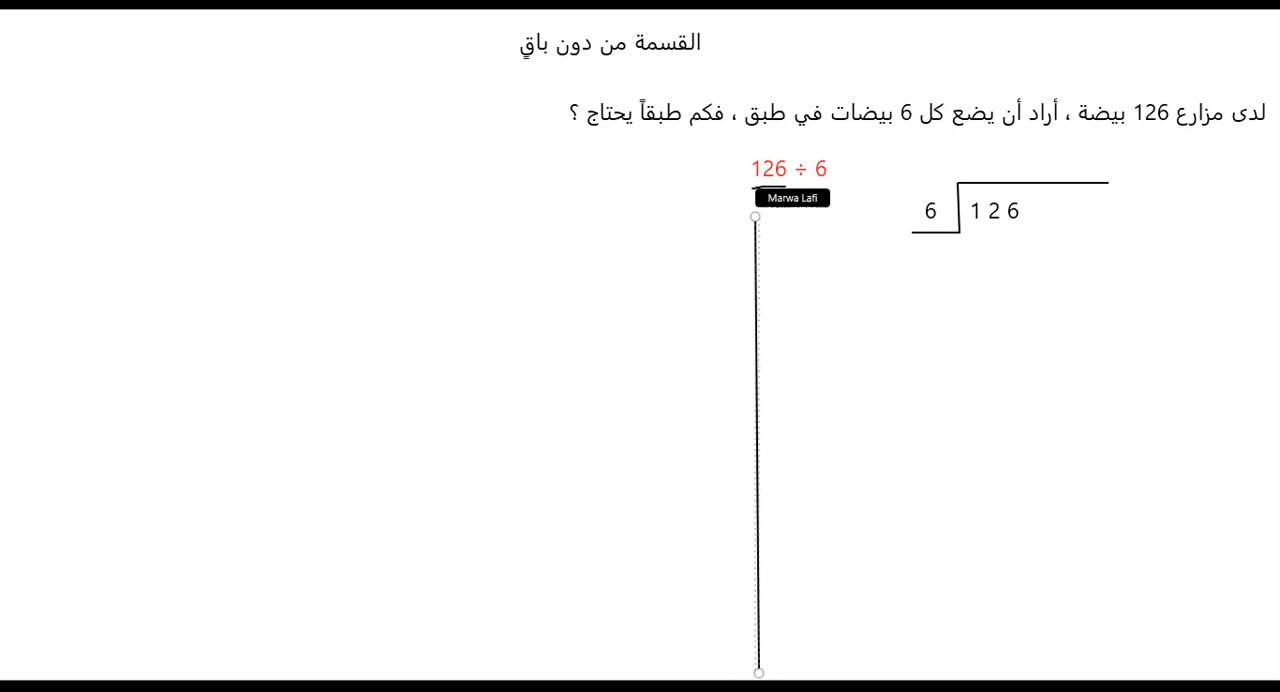 القسمة من دون باقٍ
لدى مزارع 126 بيضة ، أراد أن يضع كل 6 بيضات في طبق ، فكم طبقاً يحتاج ؟
126 ÷ 6
Marwa Lafi
6 1 2 6